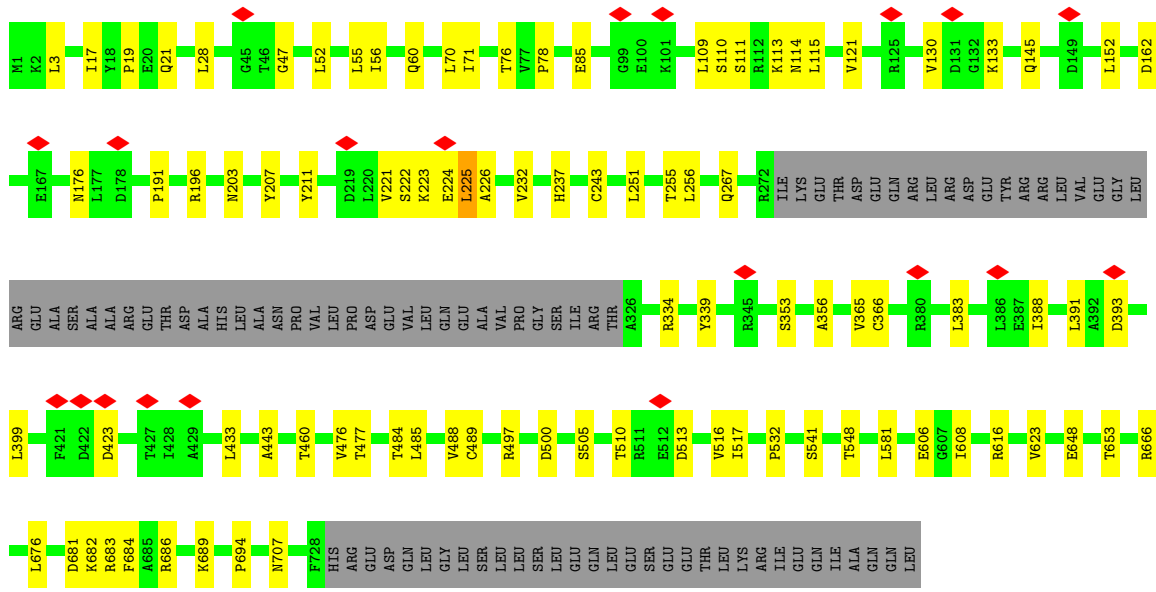 M1 K2 L3 I17 Y18 P19 E20 Q21 L28 G45 T46 G47 L52 L55 I56 Q60 L70 I71 T76 V77 P78 E85 G99 E100 K101 L109 S110 S111 R112 K113 N114 L115 V121 R125 V130 D131 G132 K133 Q145 D149 L152 D162
E167 N176 L177 D178 P191 R196 N203 Y207 Y211 D219 L220 V221 S222 K223 E224 L225 A226 V232 H237 C243 L251 T255 L256 Q267 R272 ILE LYS GLU THR ASP GLU GLN ARG LEU ARG ASP GLU TYR ARG ARG LEU VAL GLU GLY LEU
ARG GLU ALA SER ALA ALA ARG GLU THR ASP ALA HIS LEU ALA ASN PRO VAL LEU PRO ASP GLU VAL LEU GLN GLU ALA VAL PRO GLY SER ILE ARG THR A326 R334 Y339 R345 S353 A356 V365 C366 R380 L383 L386 E387 I388 L391 A392 D393
L399 F421 D422 D423 T427 I428 A429 L433 A443 T460 V476 T477 T484 L485 V488 C489 R497 D500 S505 T510 R511 E512 D513 V516 I517 P532 S541 T548 L581 E606 G607 I608 R616 V623 E648 T653 R666
L676 D681 K682 R683 F684 A685 R686 K689 P694 N707 F728 HIS ARG GLU ASP GLN LEU GLY LEU SER LEU LEU SER LEU GLU GLN LEU GLU SER GLU GLU THR LEU LYS ARG ILE GLU GLN ILE ALA GLN GLN LEU